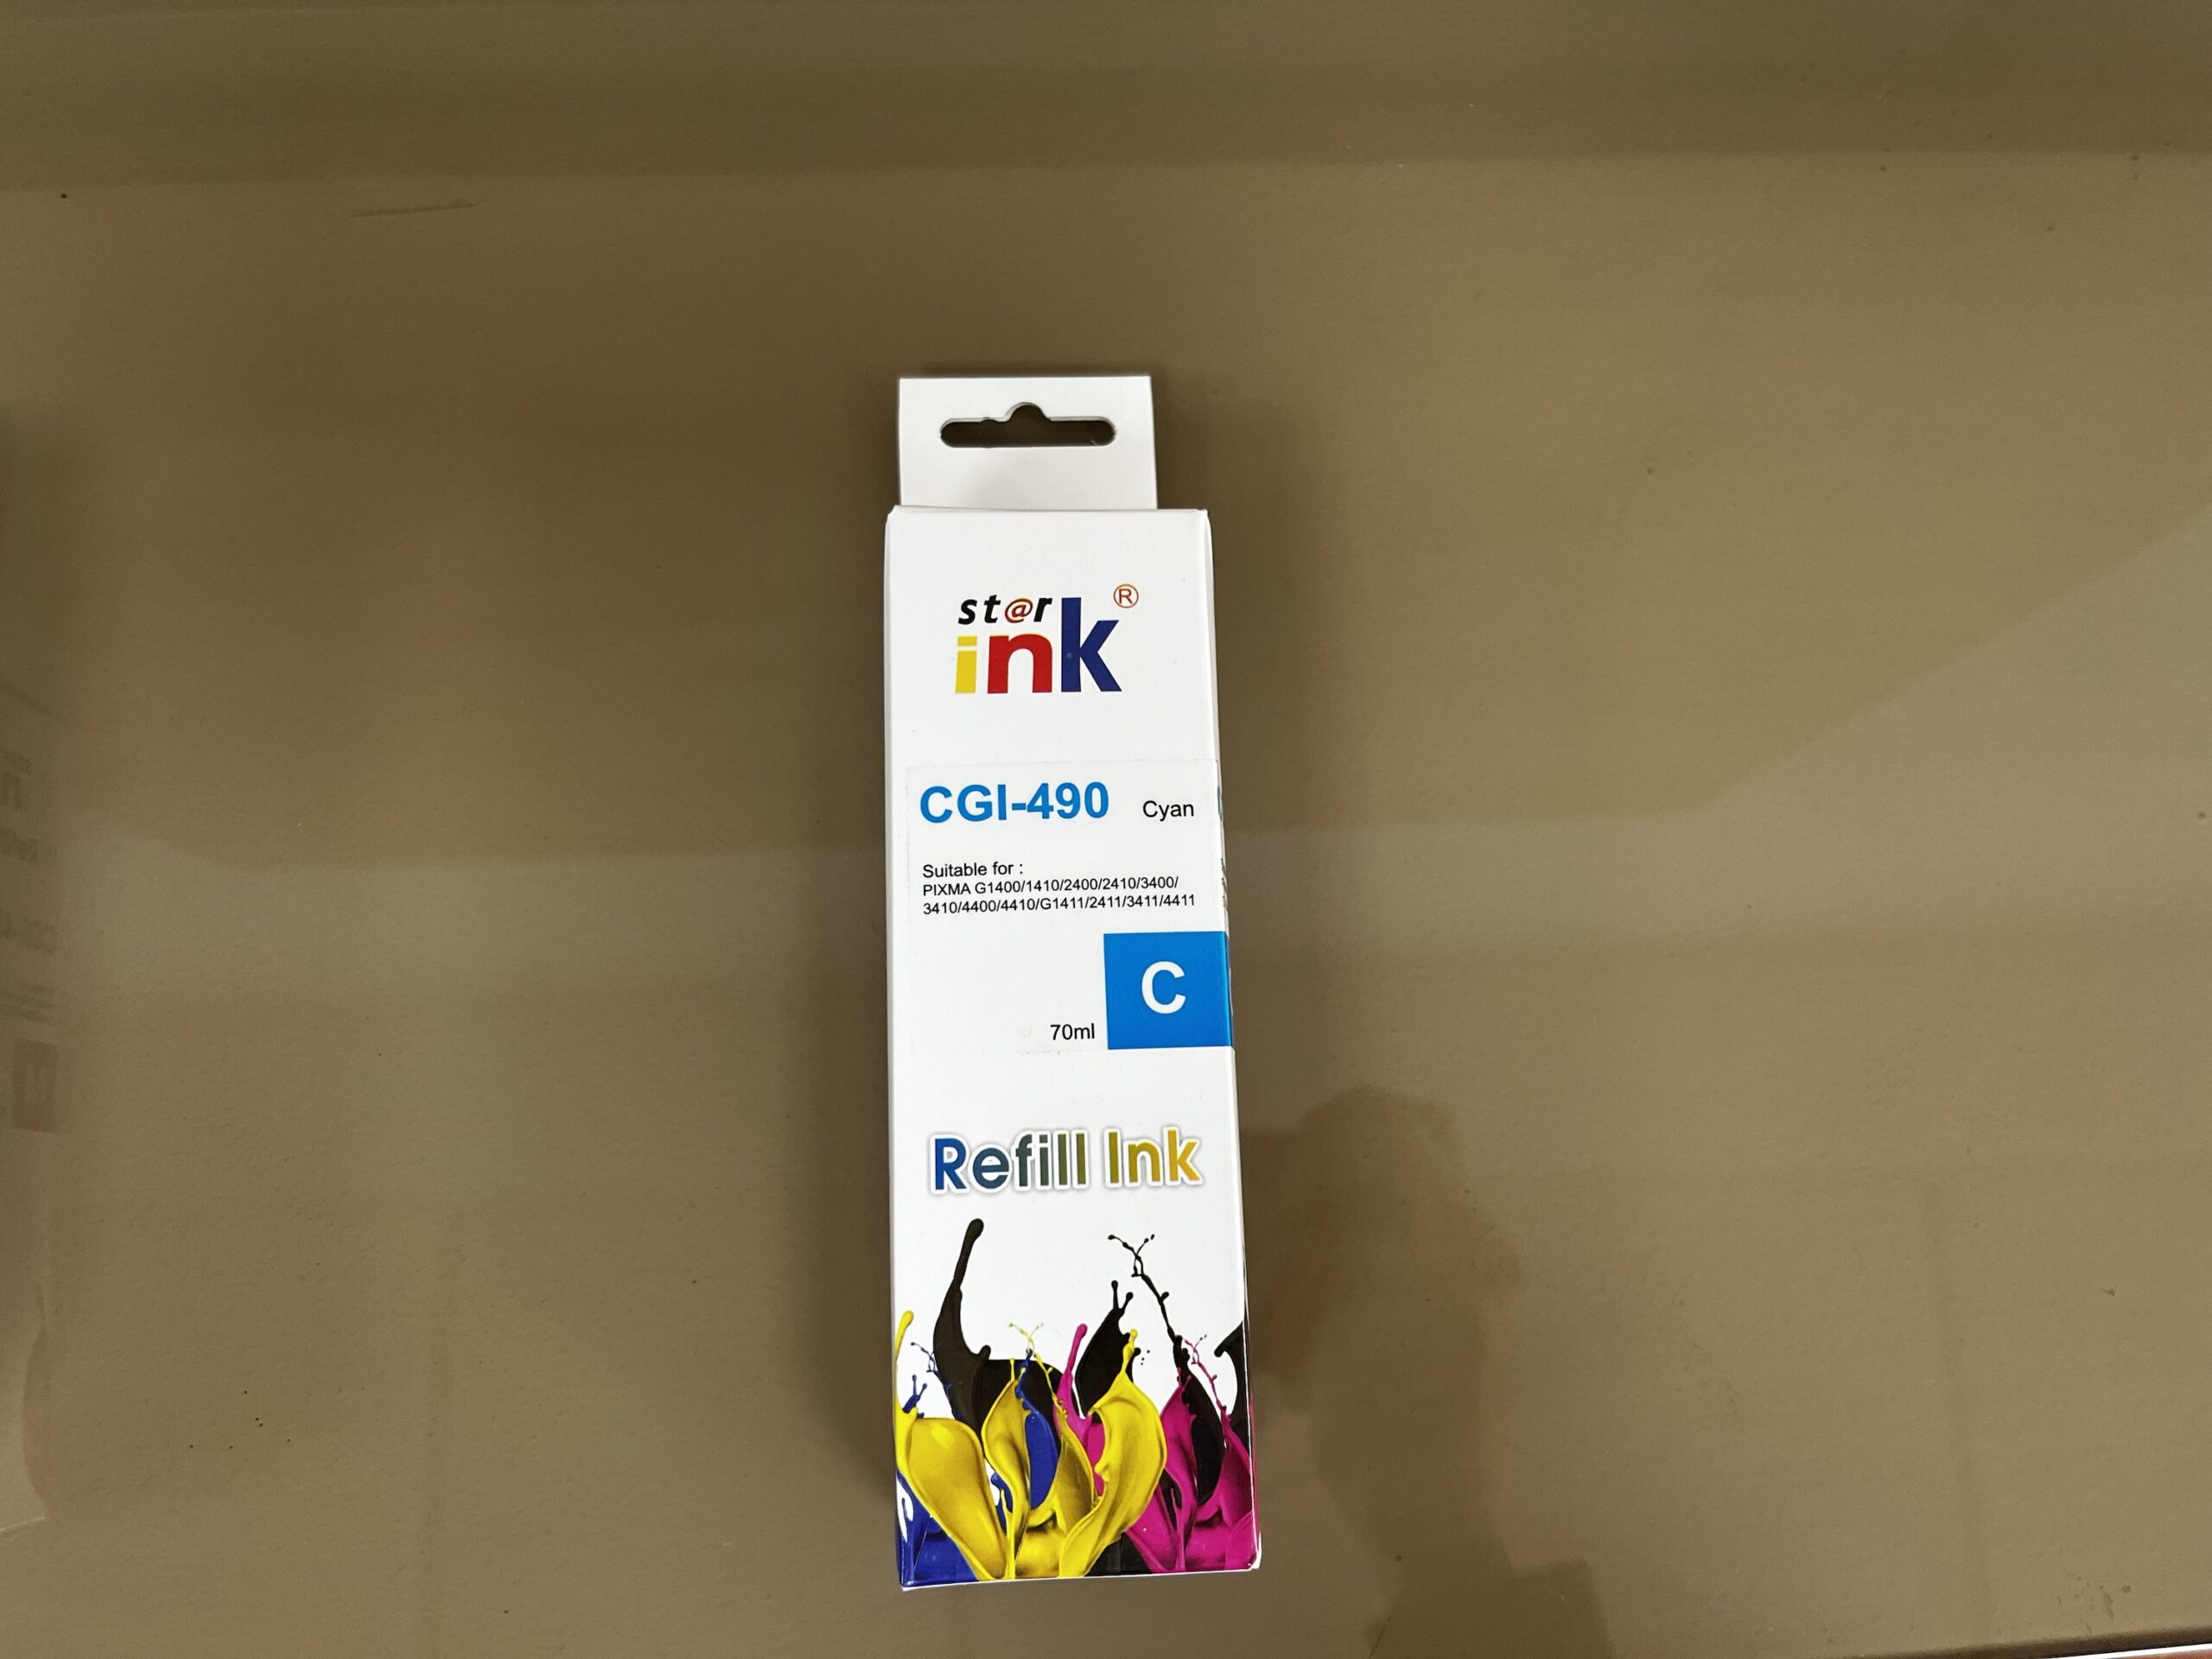 st@r
ink®
CGI-490 Cyan
Suitable for :
PIXMA G1400/1410/2400/2410/3400/
3410/4400/4410/G1411/2411/3411/4411
C
70ml
Refill Ink